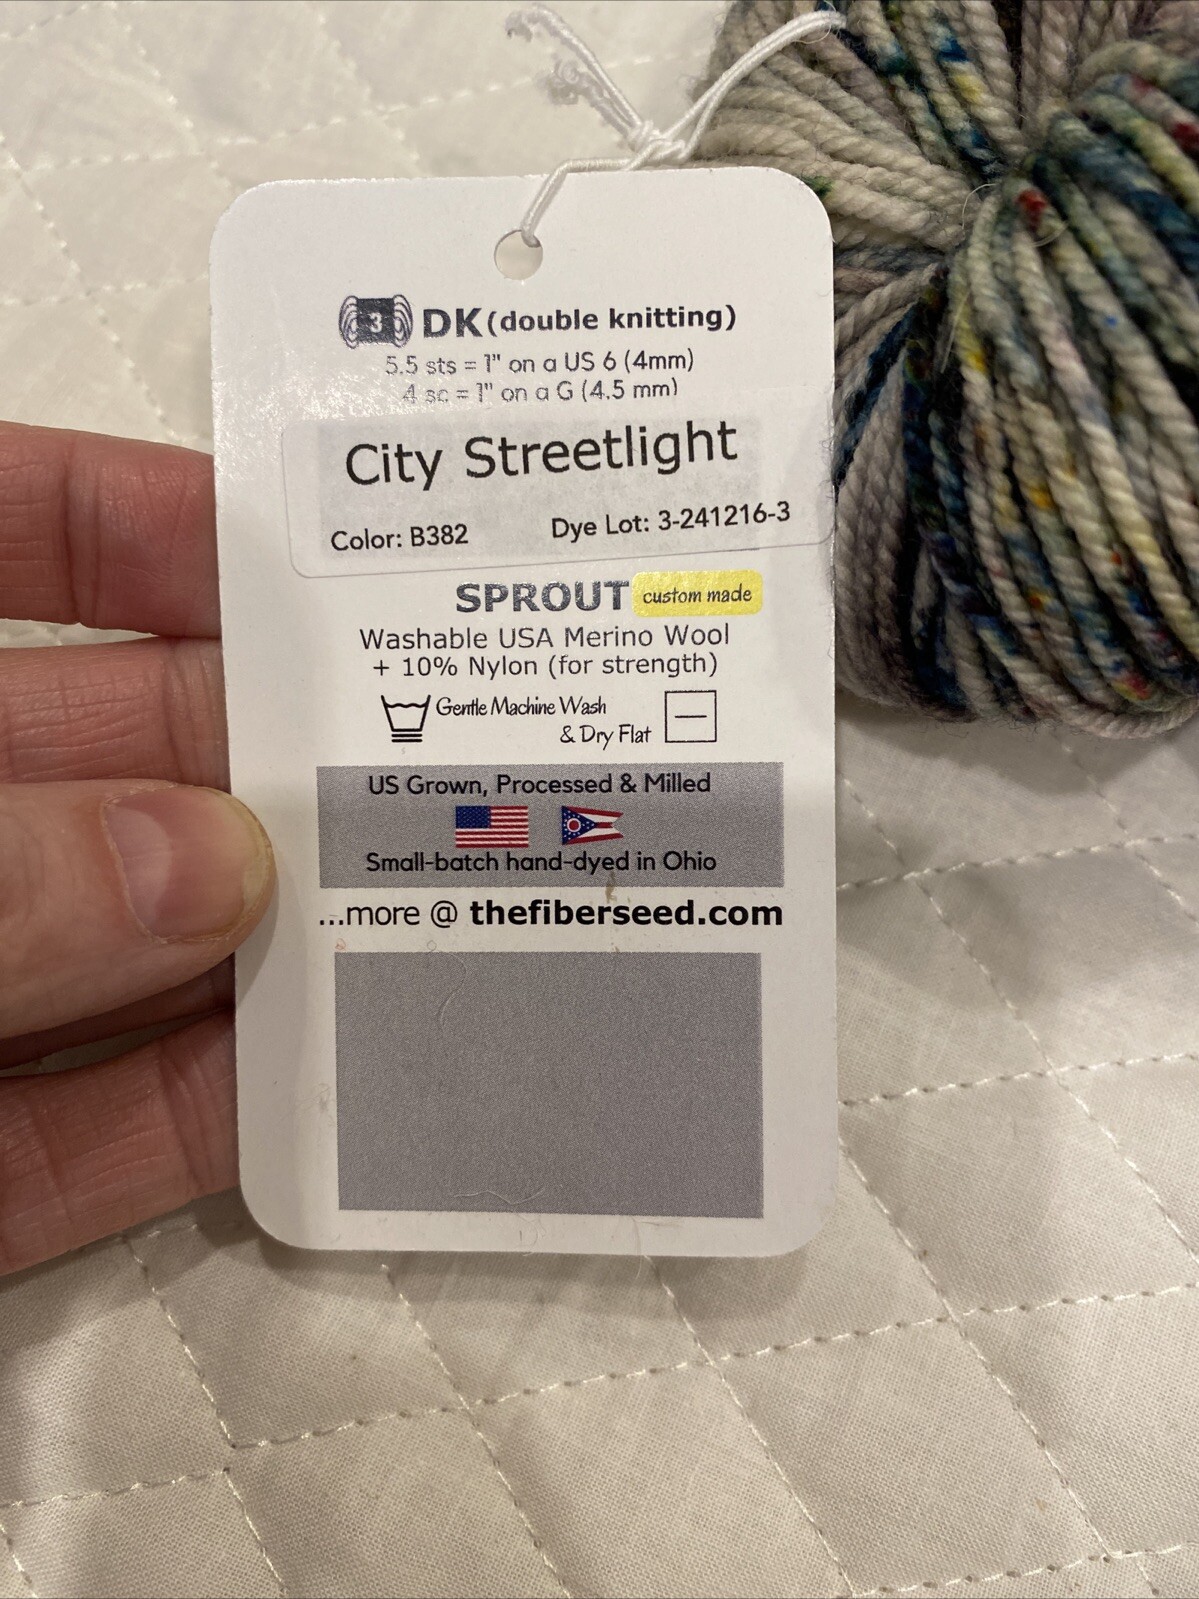 3 DK (double knitting)
5.5 sts = 1" on a US 6 (4mm)
4 sc = 1" on a G (4.5 mm)
City Streetlight
Color: B382 Dye Lot: 3-241216-3
SPROUT custom made
Washable USA Merino Wool
+ 10% Nylon (for strength)
Gentle Machine Wash
& Dry Flat
US Grown, Processed & Milled
Small-batch hand-dyed in Ohio
...more @ thefiberseed.com